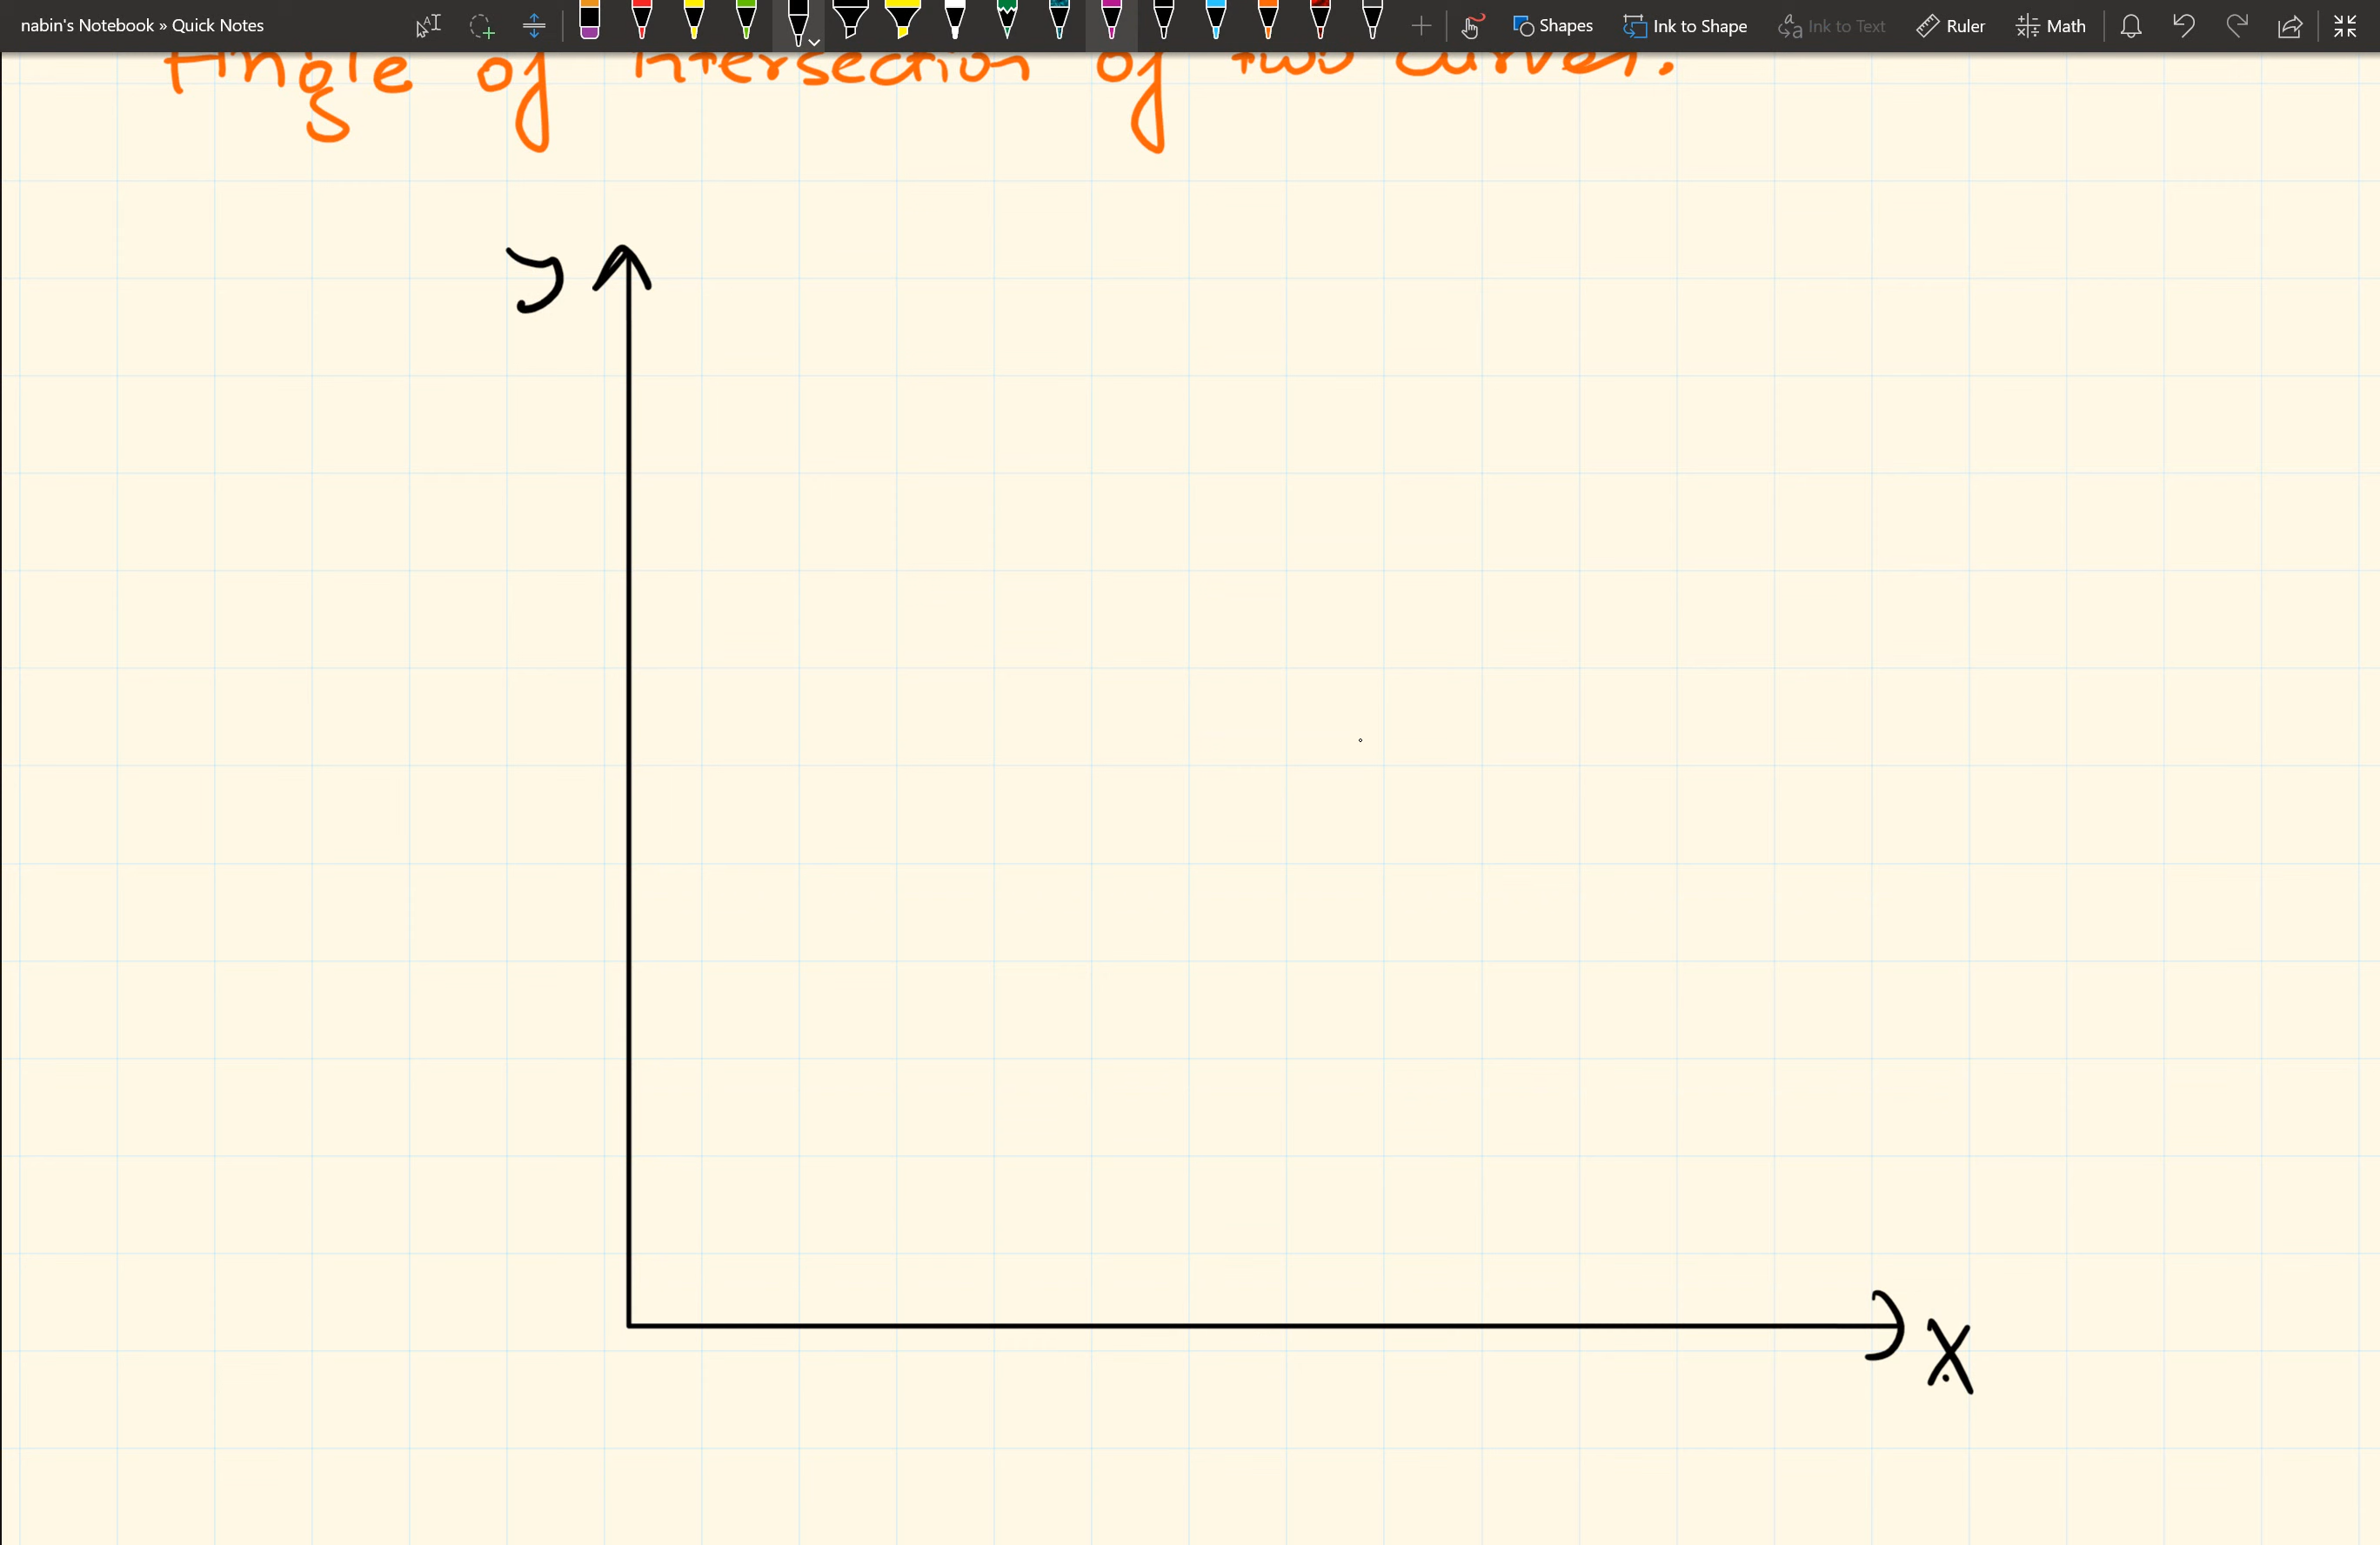 nabin's Notebook » Quick Notes Shapes Ink to Shape Ink to Text Ruler Math
Angle of intersection of two curves.
y
x